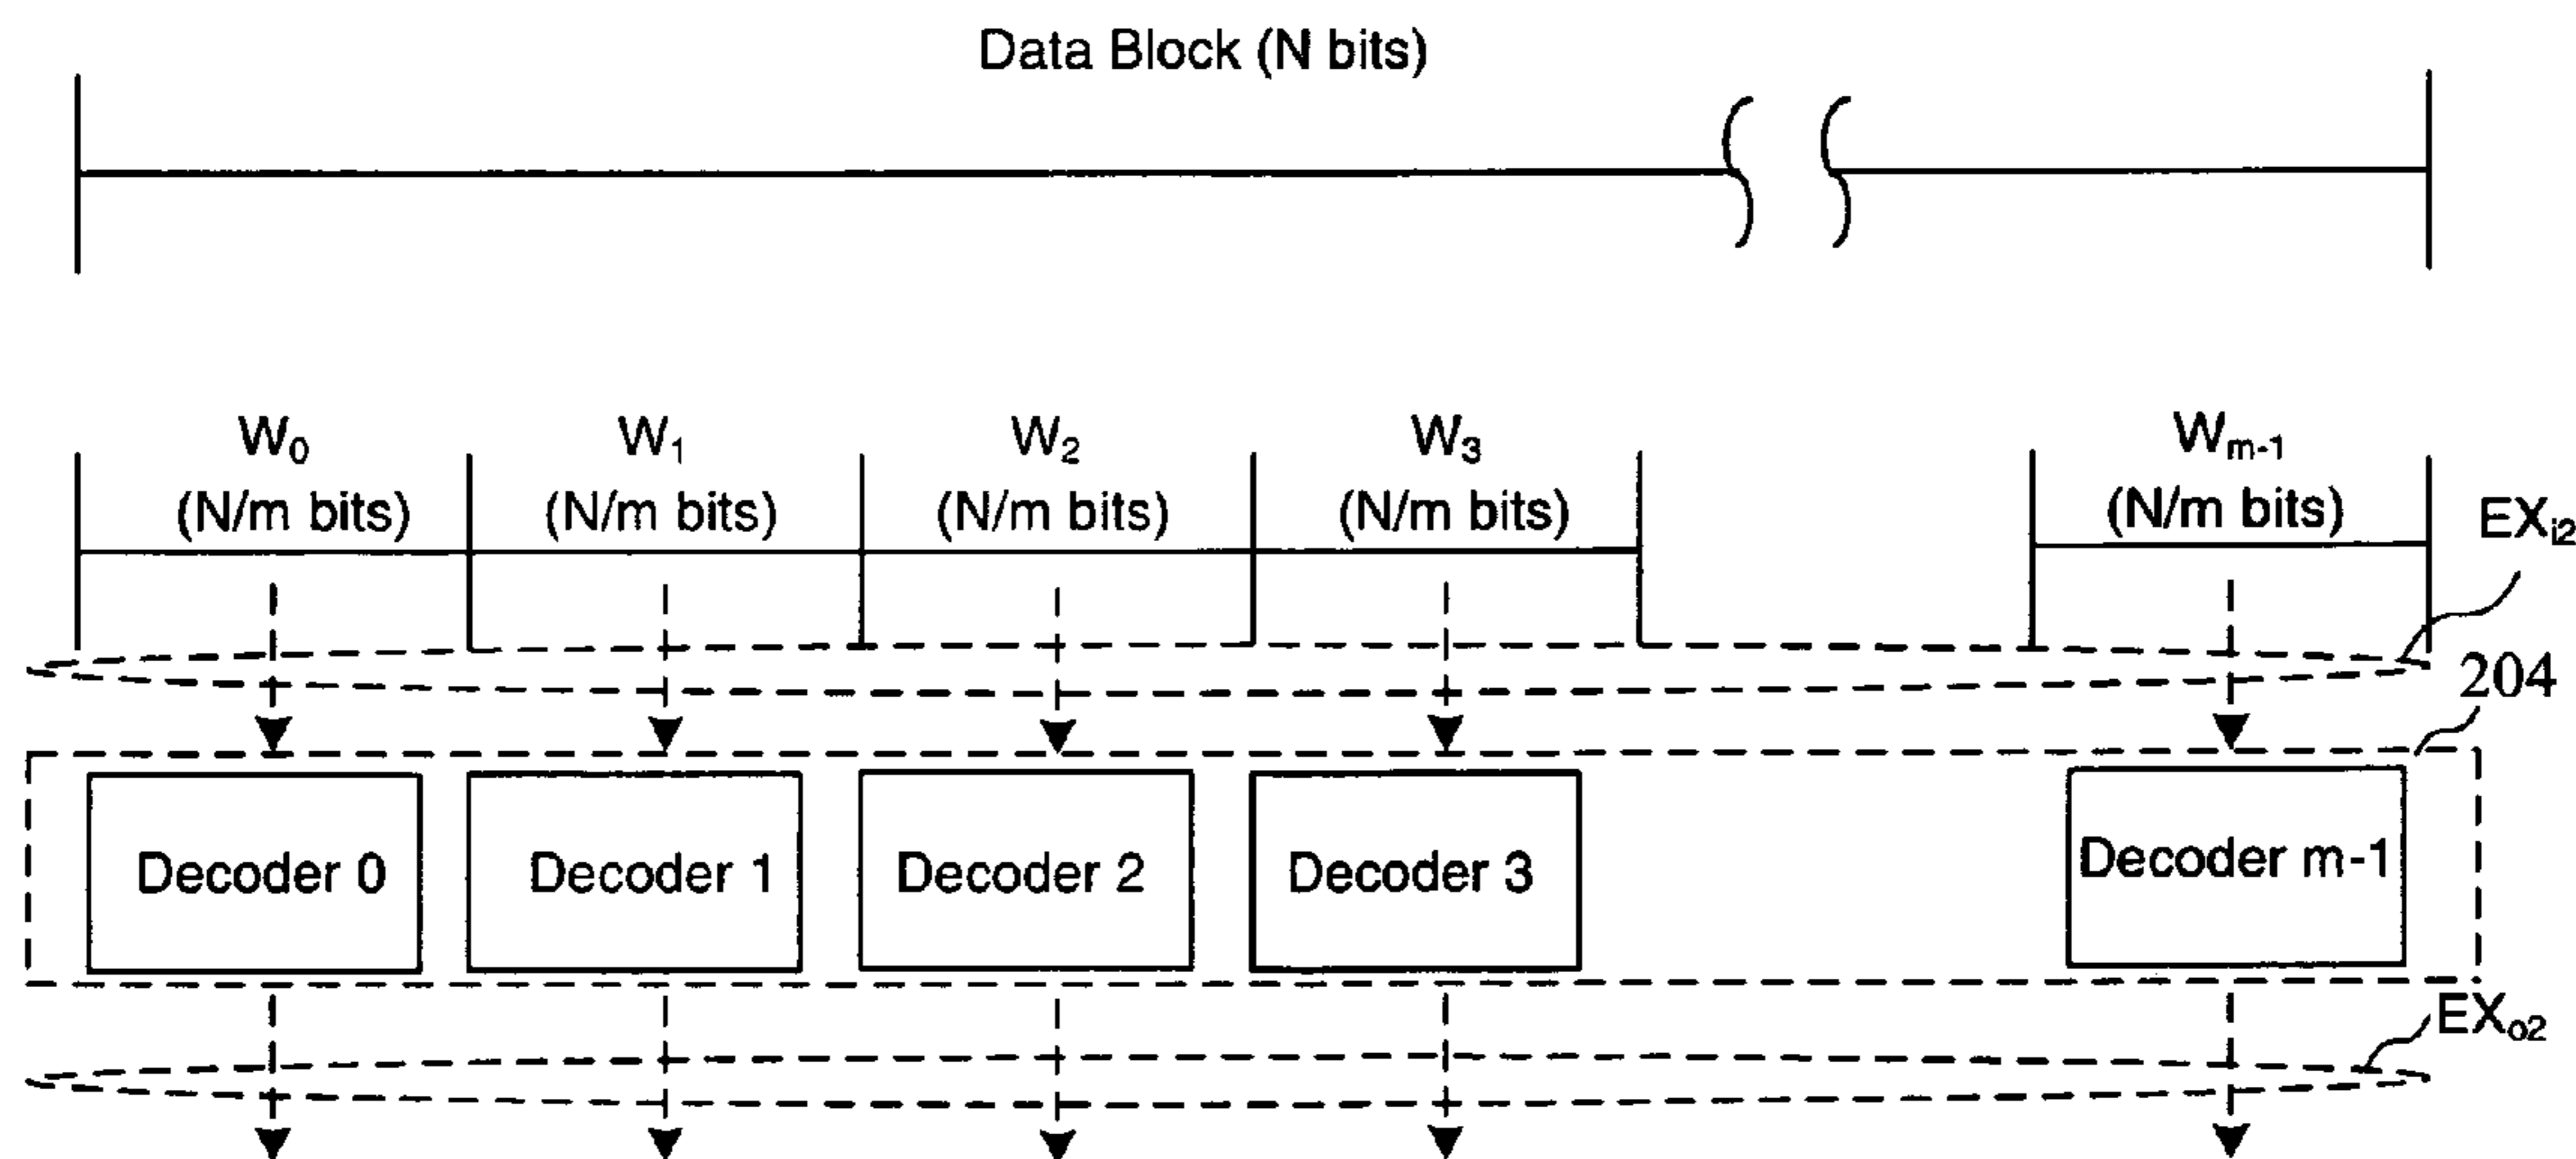 Data Block (N bits)
W₀ W₁ W₂ W₃ Wₘ₋₁
(N/m bits) (N/m bits) (N/m bits) (N/m bits) (N/m bits)
EXᵢ₂
204
Decoder 0 Decoder 1 Decoder 2 Decoder 3 Decoder m-1
EXₒ₂